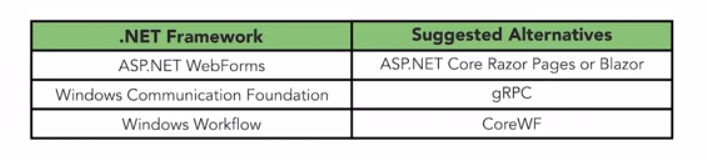 .NET Framework Suggested Alternatives
ASP.NET WebForms ASP.NET Core Razor Pages or Blazor
Windows Communication Foundation gRPC
Windows Workflow CoreWF